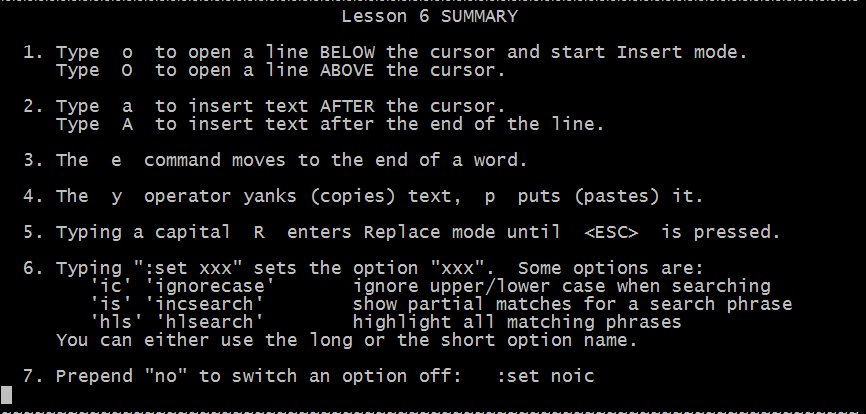 Lesson 6 SUMMARY
1. Type  o  to open a line BELOW the cursor and start Insert mode.
Type  O  to open a line ABOVE the cursor.
2. Type  a  to insert text AFTER the cursor.
Type  A  to insert text after the end of the line.
3. The  e  command moves to the end of a word.
4. The  y  operator yanks (copies) text,  p  puts (pastes) it.
5. Typing a capital  R  enters Replace mode until  <ESC>  is pressed.
6. Typing ":set xxx" sets the option "xxx".  Some options are:
'ic' 'ignorecase'       ignore upper/lower case when searching
'is' 'incsearch'        show partial matches for a search phrase
'hls' 'hlsearch'        highlight all matching phrases
You can either use the long or the short option name.
7. Prepend "no" to switch an option off:   :set noic